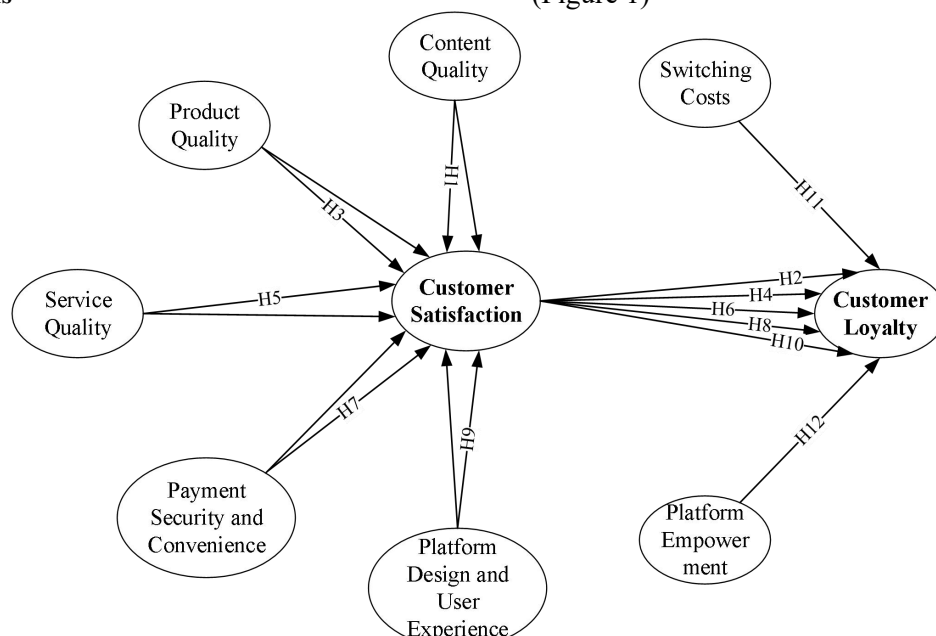 (Figure 1)
Content
Quality
Switching
Costs
Product
Quality
H1
H3
H11
Service
Quality
H5
Customer
Satisfaction
H2
H4
H6
H8
H10
Customer
Loyalty
H7
H9
H12
Payment
Security and
Convenience
Platform
Design and
User
Experience
Platform
Empower
ment